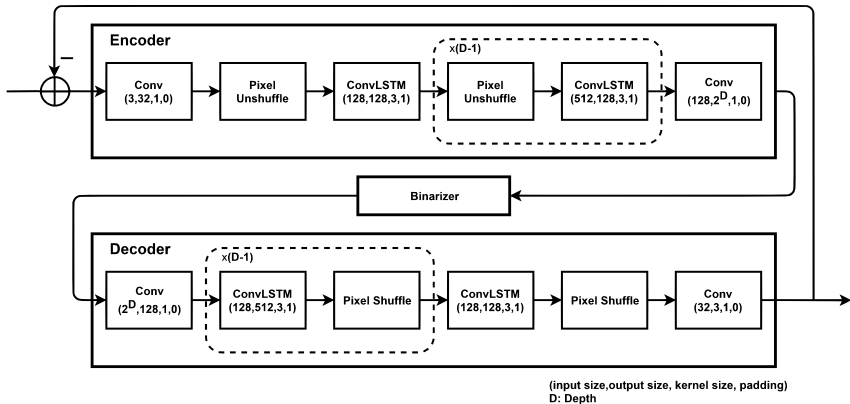 Encoder
x(D-1)
−
Conv
(3,32,1,0)
Pixel
Unshuffle
ConvLSTM
(128,128,3,1)
Pixel
Unshuffle
ConvLSTM
(512,128,3,1)
Conv
(128,2^D,1,0)
Binarizer
Decoder
x(D-1)
Conv
(2^D,128,1,0)
ConvLSTM
(128,512,3,1)
Pixel Shuffle
ConvLSTM
(128,128,3,1)
Pixel Shuffle
Conv
(32,3,1,0)
(input size,output size, kernel size, padding)
D: Depth